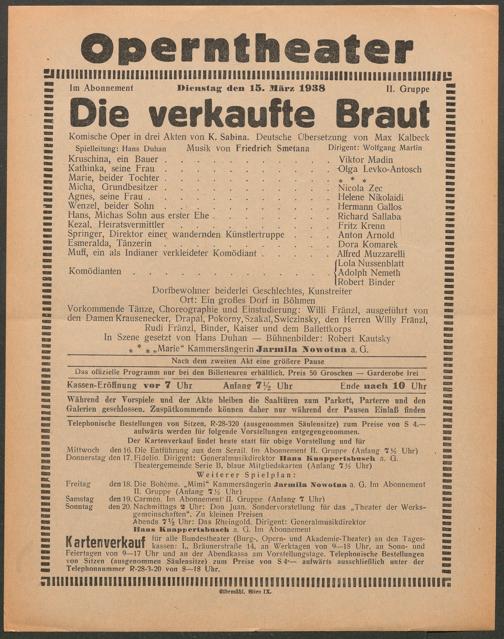 Operntheater
Im Abonnement Dienstag den 15. März 1938 II. Gruppe
Die verkaufte Braut
Komische Oper in drei Akten von K. Sabina. Deutsche Übersetzung von Max Kalbeck
Spielleitung: Hans Duhan Musik von Friedrich Smetana Dirigent: Wolfgang Martin
Kruschina, ein Bauer . . . . . . . . . . Viktor Madin
Kathinka, seine Frau . . . . . . . . . . Olga Levko-Antosch
Marie, beider Tochter . . . . . . . . . . * * *
Micha, Grundbesitzer . . . . . . . . . . Nicola Zec
Agnes, seine Frau . . . . . . . . . . Helene Nikolaidi
Wenzel, beider Sohn . . . . . . . . . . Hermann Gallos
Hans, Michas Sohn aus erster Ehe . . . . . . . . Richard Sallaba
Kezal, Heiratsvermittler . . . . . . . . . . Fritz Krenn
Springer, Direktor einer wandernden Künstlertruppe . . . . . Anton Arnold
Esmeralda, Tänzerin . . . . . . . . . . Dora Komarek
Muff, ein als Indianer verkleideter Komödiant . . . . . . Alfred Muzzarelli
Komödianten . . . . . . . . . . { Lola Nussenblatt
Adolph Nemeth
Robert Binder
Dorfbewohner beiderlei Geschlechtes, Kunstreiter
Ort: Ein großes Dorf in Böhmen
Vorkommende Tänze, Choreographie und Einstudierung: Willi Fränzl, ausgeführt von
den Damen Krausenecker, Drapal, Pokorny, Szakal, Swiczinsky, den Herren Willy Fränzl,
Rudi Fränzl, Binder, Kaiser und dem Ballettkorps
In Szene gesetzt von Hans Duhan — Bühnenbilder: Robert Kautsky
* * * „Marie“ Kammersängerin Jarmila Nowotna a. G.
Nach dem zweiten Akt eine größere Pause
Das offizielle Programm nur bei den Billetteuren erhältlich. Preis 50 Groschen — Garderobe frei
Kassen-Eröffnung vor 7 Uhr Anfang 7½ Uhr Ende nach 10 Uhr
Während der Vorspiele und der Akte bleiben die Saaltüren zum Parkett, Parterre und den
Galerien geschlossen. Zuspätkommende können daher nur während der Pausen Einlaß finden
Telephonische Bestellungen von Sitzen, R-28-320 (ausgenommen Säulensitze) zum Preise von S 4.—
aufwärts werden für folgende Vorstellungen entgegengenommen.
Der Kartenverkauf findet heute statt für obige Vorstellung und für
Mittwoch den 16. Die Entführung aus dem Serail. Im Abonnement II. Gruppe (Anfang 7½ Uhr)
Donnerstag den 17. Fidelio. Dirigent: Generalmusikdirektor Hans Knappertsbusch a. G.
Theatergemeinde Serie B, blaue Mitgliedskarten (Anfang 7½ Uhr)
Weiterer Spielplan:
Freitag den 18. Die Bohème. „Mimi“ Kammersängerin Jarmila Nowotna a. G. Im Abonnement
II. Gruppe (Anfang 7½ Uhr)
Samstag den 19. Carmen. Im Abonnement II. Gruppe (Anfang 7 Uhr)
Sonntag den 20. Nachmittags 2 Uhr: Don Juan. Sondervorstellung für das „Theater der Werks-
gemeinschaften“. Zu kleinen Preisen
Abends 7½ Uhr: Das Rheingold. Dirigent: Generalmusikdirektor
Hans Knappertsbusch a. G. Im Abonnement
Kartenverkauf für alle Bundestheater (Burg-, Opern- und Akademie-Theater) an den Tages-
kassen: I., Bräunerstraße 14, an Werktagen von 9—18 Uhr, an Sonn- und
Feiertagen von 9—17 Uhr und an der Abendkassa am Vorstellungstage. Telephonische Bestellungen
von Sitzen (ausgenommen Säulensitze) zum Preise von S 4— aufwärts ausschließlich unter der
Telephonnummer R-28-3-20 von 8—18 Uhr.
Elbemühl, Wien IX.